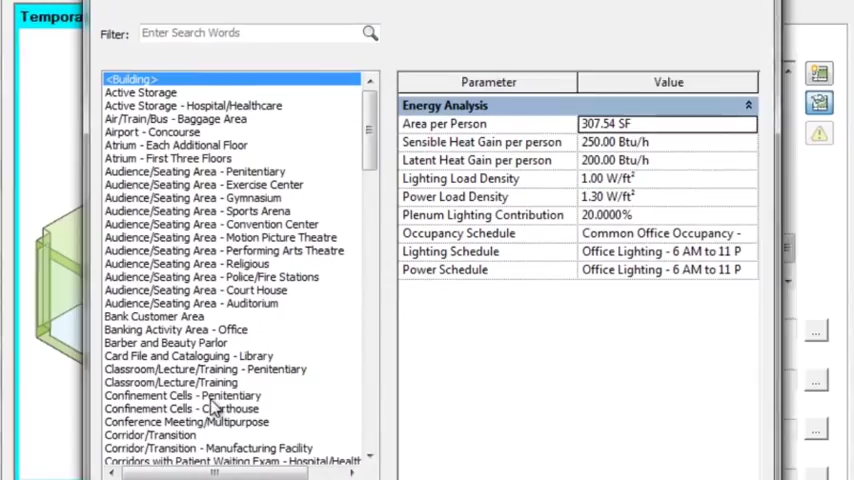 Tempora
Filter:
Enter Search Words
<Building>
Active Storage
Active Storage - Hospital/Healthcare
Air/Train/Bus - Baggage Area
Airport - Concourse
Atrium - Each Additional Floor
Atrium - First Three Floors
Audience/Seating Area - Penitentiary
Audience/Seating Area - Exercise Center
Audience/Seating Area - Gymnasium
Audience/Seating Area - Sports Arena
Audience/Seating Area - Convention Center
Audience/Seating Area - Motion Picture Theatre
Audience/Seating Area - Performing Arts Theatre
Audience/Seating Area - Religious
Audience/Seating Area - Police/Fire Stations
Audience/Seating Area - Court House
Audience/Seating Area - Auditorium
Bank Customer Area
Banking Activity Area - Office
Barber and Beauty Parlor
Card File and Cataloguing - Library
Classroom/Lecture/Training - Penitentiary
Classroom/Lecture/Training
Confinement Cells - Penitentiary
Confinement Cells - Courthouse
Conference Meeting/Multipurpose
Corridor/Transition
Corridor/Transition - Manufacturing Facility
Corridors with Patient Waiting Exam - Hospital/Healt
Parameter Value
Energy Analysis
Area per Person 307.54 SF
Sensible Heat Gain per person 250.00 Btu/h
Latent Heat Gain per person 200.00 Btu/h
Lighting Load Density 1.00 W/ft²
Power Load Density 1.30 W/ft²
Plenum Lighting Contribution 20.0000%
Occupancy Schedule Common Office Occupancy -
Lighting Schedule Office Lighting - 6 AM to 11 P
Power Schedule Office Lighting - 6 AM to 11 P
...
...
...